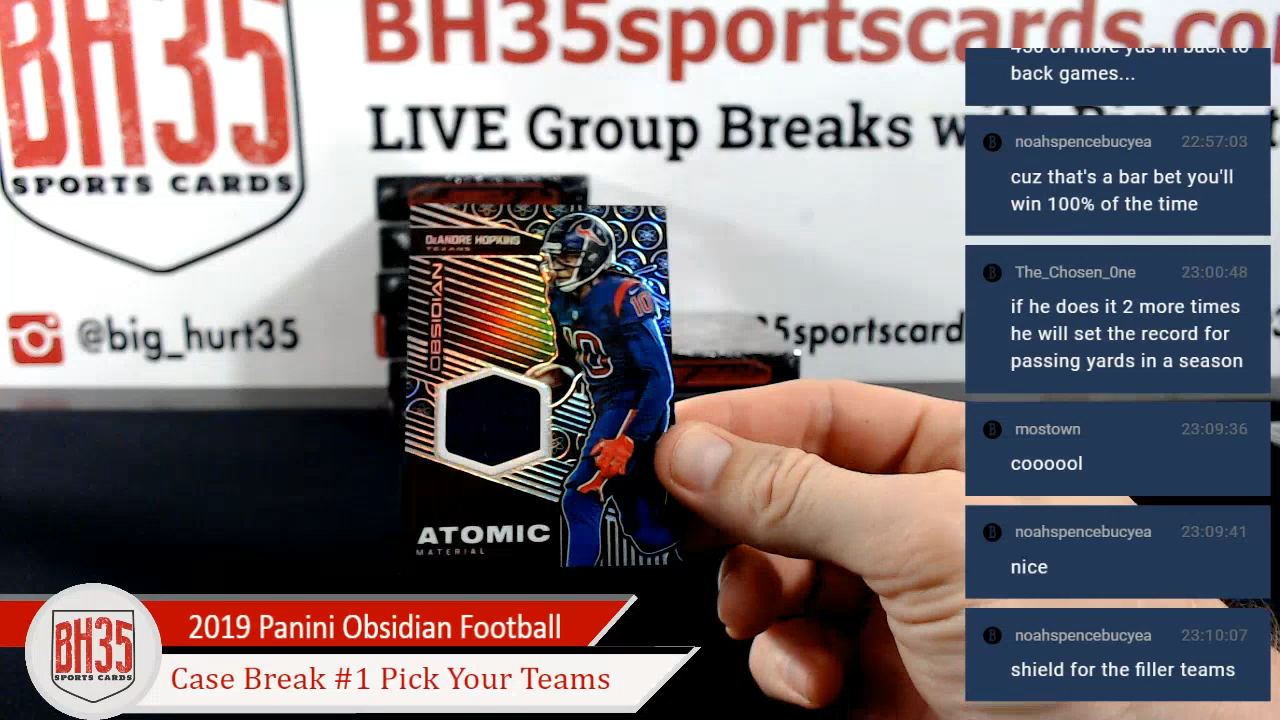 BH35
SPORTS CARDS
BH35sportscards.co
LIVE Group Breaks w
@big_hurt35
5sportscard
DeANDRE HOPKINS
TEXANS
OBSIDIAN
10
10
ATOMIC
MATERIAL
back games...
noahspencebucyea 22:57:03
cuz that's a bar bet you'll
win 100% of the time
The_Chosen_0ne 23:00:48
if he does it 2 more times
he will set the record for
passing yards in a season
mostown 23:09:36
coooool
noahspencebucyea 23:09:41
nice
noahspencebucyea 23:10:07
shield for the filler teams
BH35
SPORTS CARDS
2019 Panini Obsidian Football
Case Break #1 Pick Your Teams